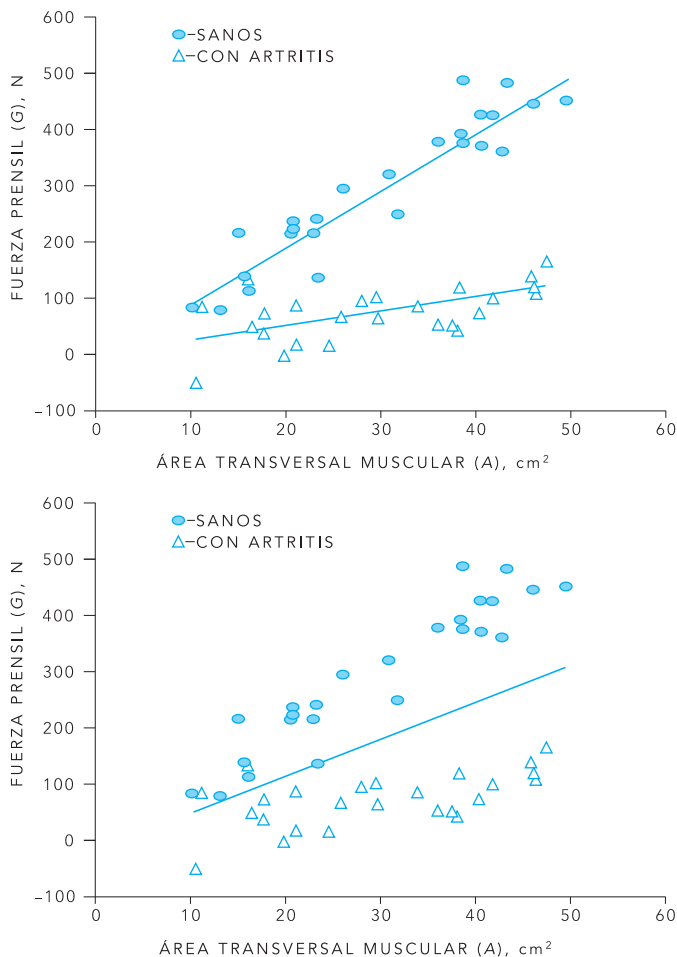 600
–SANOS
–CON ARTRITIS
500
400
300
200
100
0
–100
0 10 20 30 40 50 60
FUERZA PRENSIL (G), N
ÁREA TRANSVERSAL MUSCULAR (A), cm²
600
–SANOS
–CON ARTRITIS
500
400
300
200
100
0
–100
0 10 20 30 40 50 60
FUERZA PRENSIL (G), N
ÁREA TRANSVERSAL MUSCULAR (A), cm²